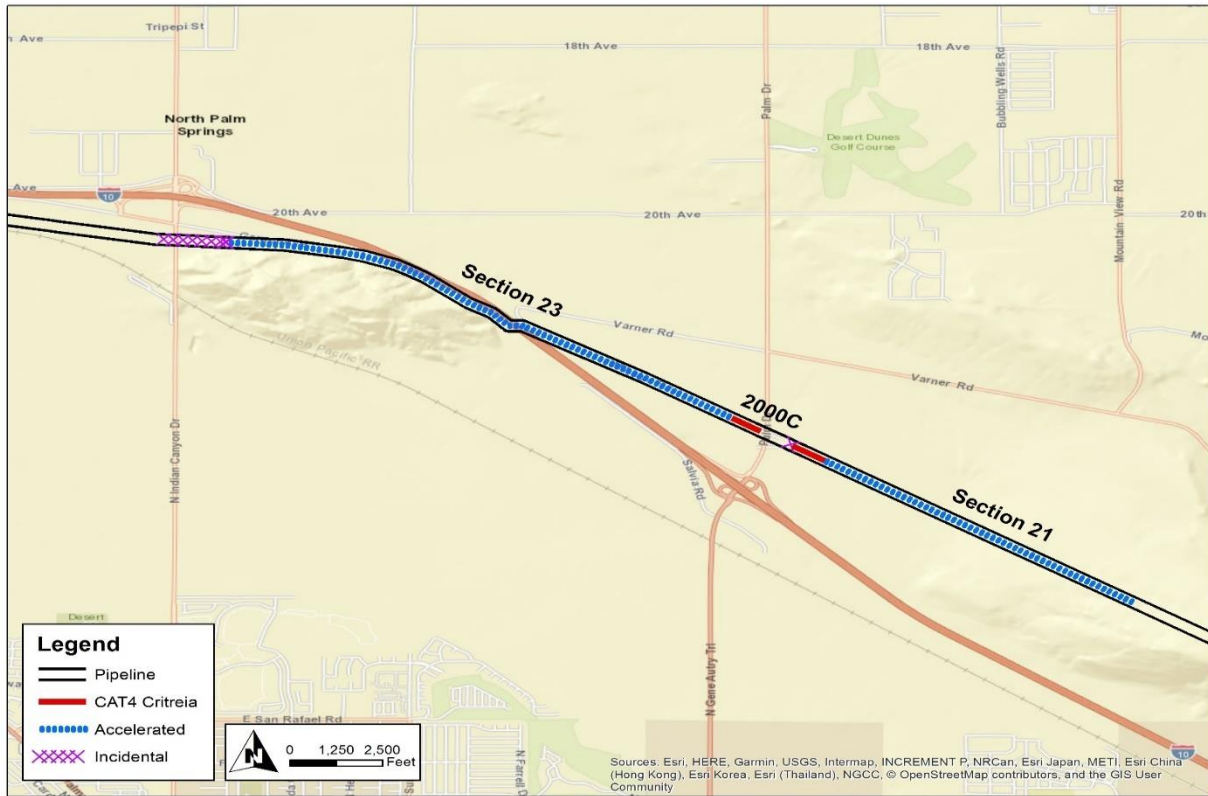 Tripepi St
h Ave
18th Ave
18th Ave
Palm Dr
Bubbling Wells Rd
North Palm
Springs
Desert Dunes
Golf Course
Mountain View Rd
Ave
10
20th Ave
20th Ave
20th
Section 23
Varner Rd
Mo
Union Pacific RR
Varner Rd
2000C
N Indian Canyon Dr
Salvia Rd
Section 21
Desert
Legend
Pipeline
CAT4 Critreia
Accelerated
Incidental
E San Rafael Rd
N
0 1,250 2,500
Feet
N Farrell D
N Gene Autry Trl
10
Sources: Esri, HERE, Garmin, USGS, Intermap, INCREMENT P, NRCan, Esri Japan, METI, Esri China
(Hong Kong), Esri Korea, Esri (Thailand), NGCC, © OpenStreetMap contributors, and the GIS User
Community